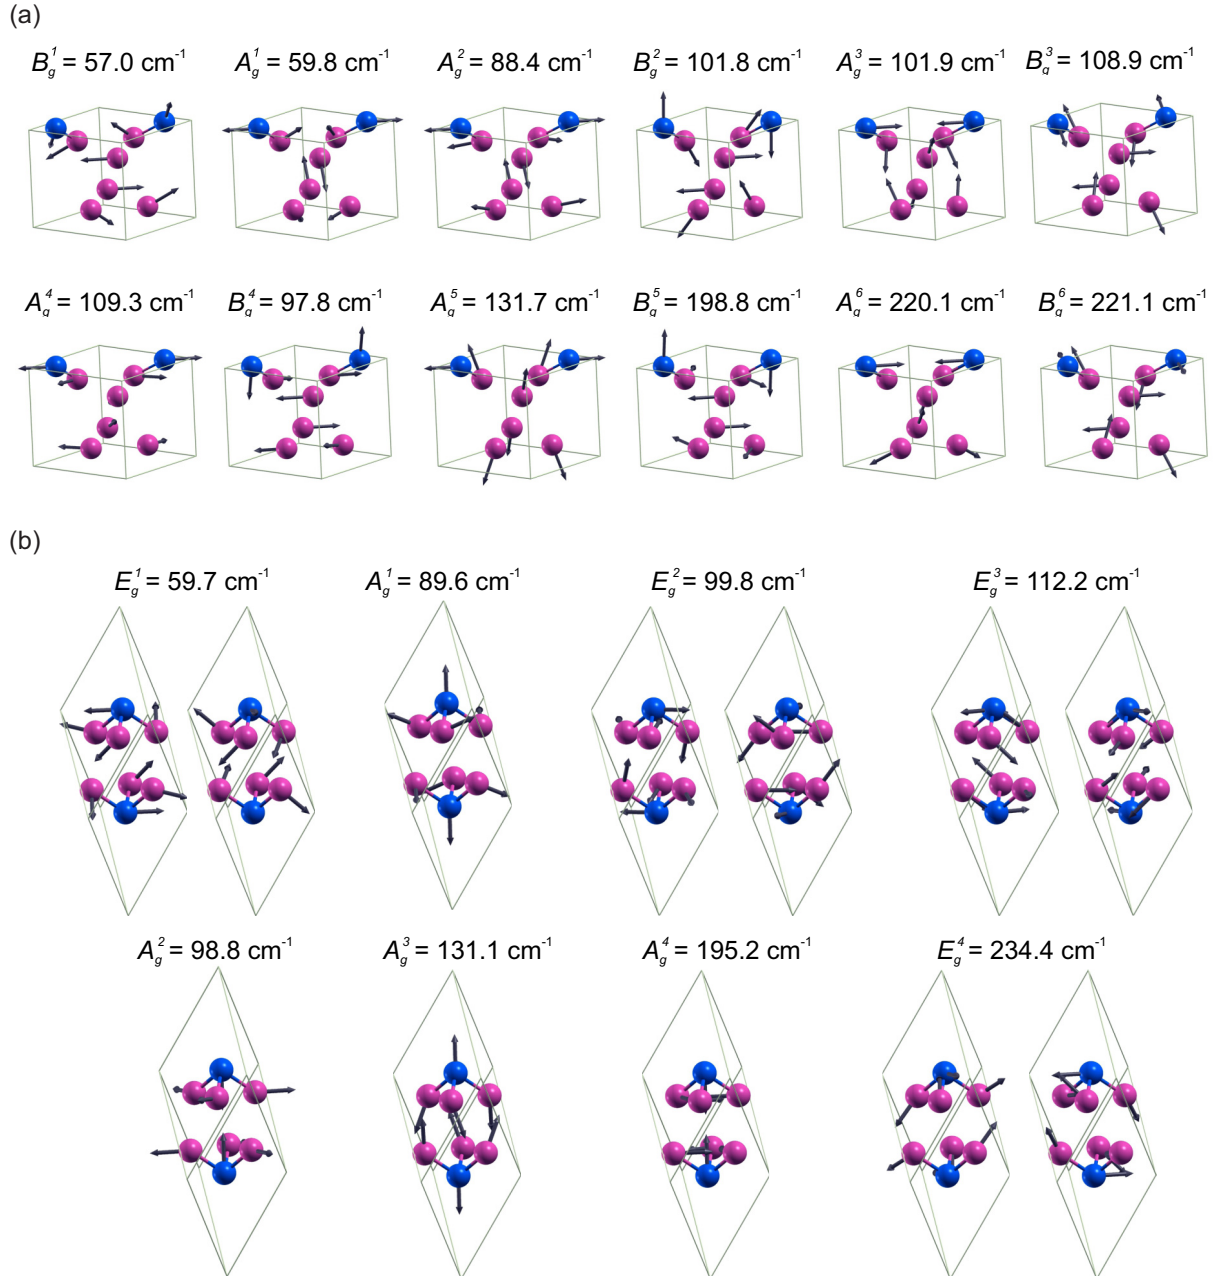 (a)
B_g^1 = 57.0 cm^-1 A_g^1 = 59.8 cm^-1 A_g^2 = 88.4 cm^-1 B_g^2 = 101.8 cm^-1 A_g^3 = 101.9 cm^-1 B_g^3 = 108.9 cm^-1
A_g^4 = 109.3 cm^-1 B_g^4 = 97.8 cm^-1 A_g^5 = 131.7 cm^-1 B_g^5 = 198.8 cm^-1 A_g^6 = 220.1 cm^-1 B_g^6 = 221.1 cm^-1
(b)
E_g^1 = 59.7 cm^-1 A_g^1 = 89.6 cm^-1 E_g^2 = 99.8 cm^-1 E_g^3 = 112.2 cm^-1
A_g^2 = 98.8 cm^-1 A_g^3 = 131.1 cm^-1 A_g^4 = 195.2 cm^-1 E_g^4 = 234.4 cm^-1